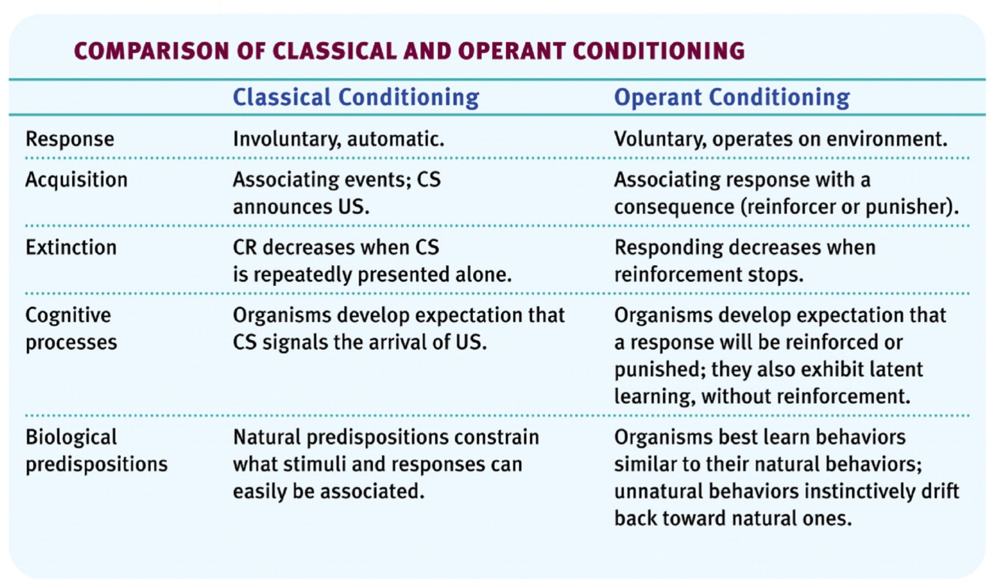 COMPARISON OF CLASSICAL AND OPERANT CONDITIONING
Classical Conditioning Operant Conditioning
Response Involuntary, automatic. Voluntary, operates on environment.
Acquisition Associating events; CS Associating response with a
announces US. consequence (reinforcer or punisher).
Extinction CR decreases when CS Responding decreases when
is repeatedly presented alone. reinforcement stops.
Cognitive Organisms develop expectation that Organisms develop expectation that
processes CS signals the arrival of US. a response will be reinforced or
punished; they also exhibit latent
learning, without reinforcement.
Biological Natural predispositions constrain Organisms best learn behaviors
predispositions what stimuli and responses can similar to their natural behaviors;
easily be associated. unnatural behaviors instinctively drift
back toward natural ones.